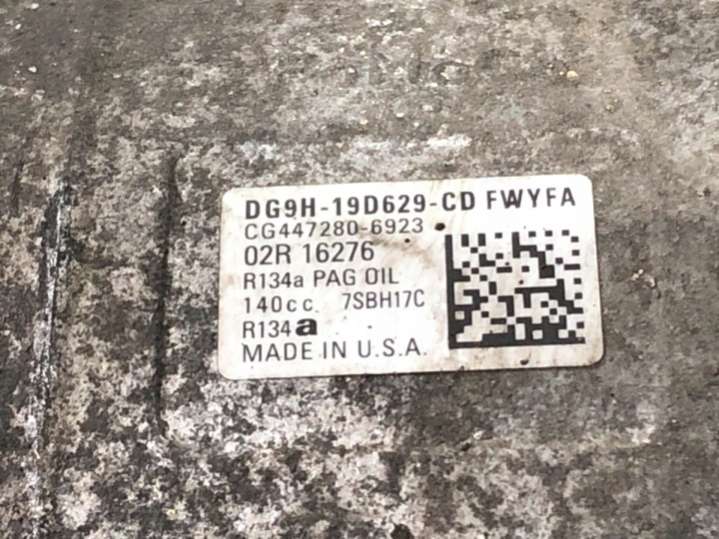 DG9H-19D629-CD FWYFA
CG447280-6923
02R 16276
R134a PAG OIL
140cc 7SBH17C
R134a
MADE IN U.S.A.